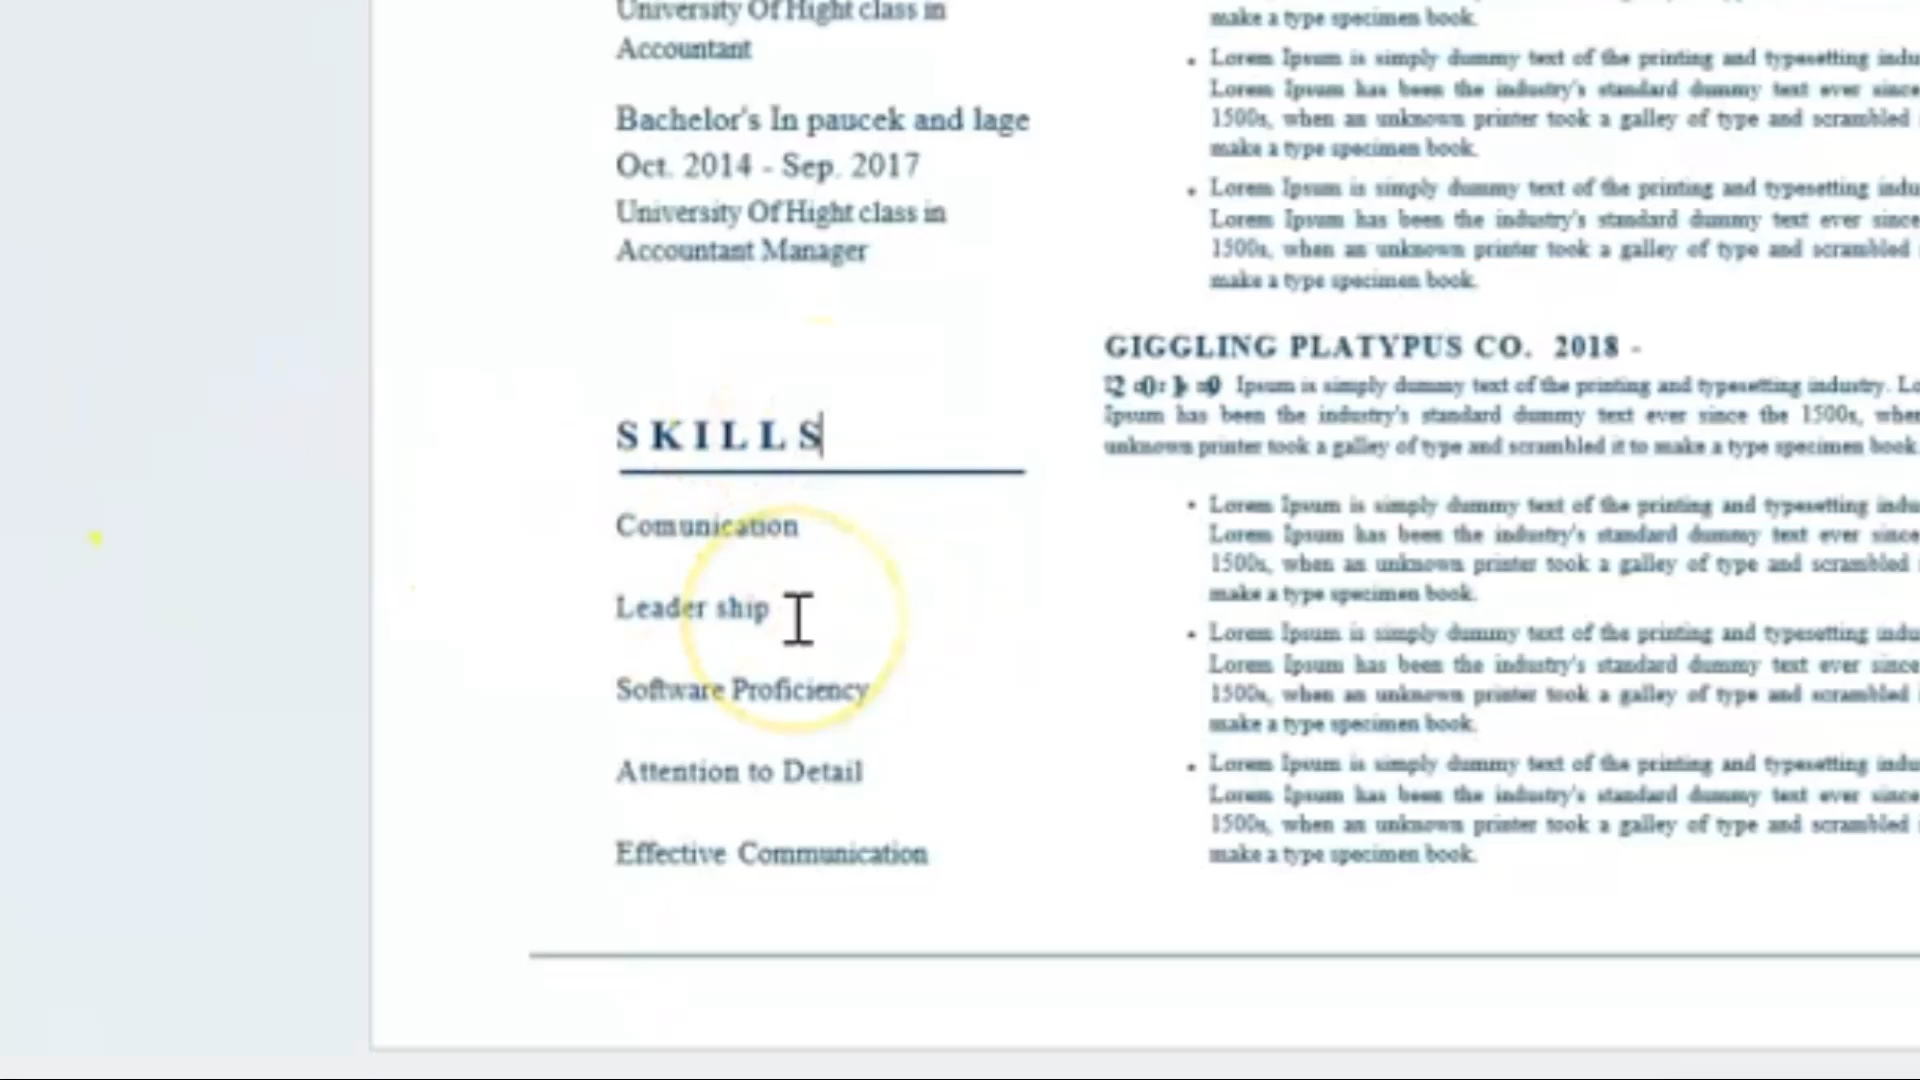 University Of Hight class in
Accountant
Bachelor's In paucek and lage
Oct. 2014 - Sep. 2017
University Of Hight class in
Accountant Manager
SKILLS
Comunication
Leader ship
Software Proficiency
Attention to Detail
Effective Communication
make a type specimen book.
• Lorem Ipsum is simply dummy text of the printing and typesetting indu
Lorem Ipsum has been the industry's standard dummy text ever since
1500s, when an unknown printer took a galley of type and scrambled
make a type specimen book.
• Lorem Ipsum is simply dummy text of the printing and typesetting indu
Lorem Ipsum has been the industry's standard dummy text ever since
1500s, when an unknown printer took a galley of type and scrambled
make a type specimen book.
GIGGLING PLATYPUS CO. 2018 -
Ipsum is simply dummy text of the printing and typesetting industry. Lo
Ipsum has been the industry's standard dummy text ever since the 1500s, when
unknown printer took a galley of type and scrambled it to make a type specimen book.
• Lorem Ipsum is simply dummy text of the printing and typesetting indu
Lorem Ipsum has been the industry's standard dummy text ever since
1500s, when an unknown printer took a galley of type and scrambled
make a type specimen book.
• Lorem Ipsum is simply dummy text of the printing and typesetting indu
Lorem Ipsum has been the industry's standard dummy text ever since
1500s, when an unknown printer took a galley of type and scrambled
make a type specimen book.
• Lorem Ipsum is simply dummy text of the printing and typesetting indu
Lorem Ipsum has been the industry's standard dummy text ever since
1500s, when an unknown printer took a galley of type and scrambled
make a type specimen book.